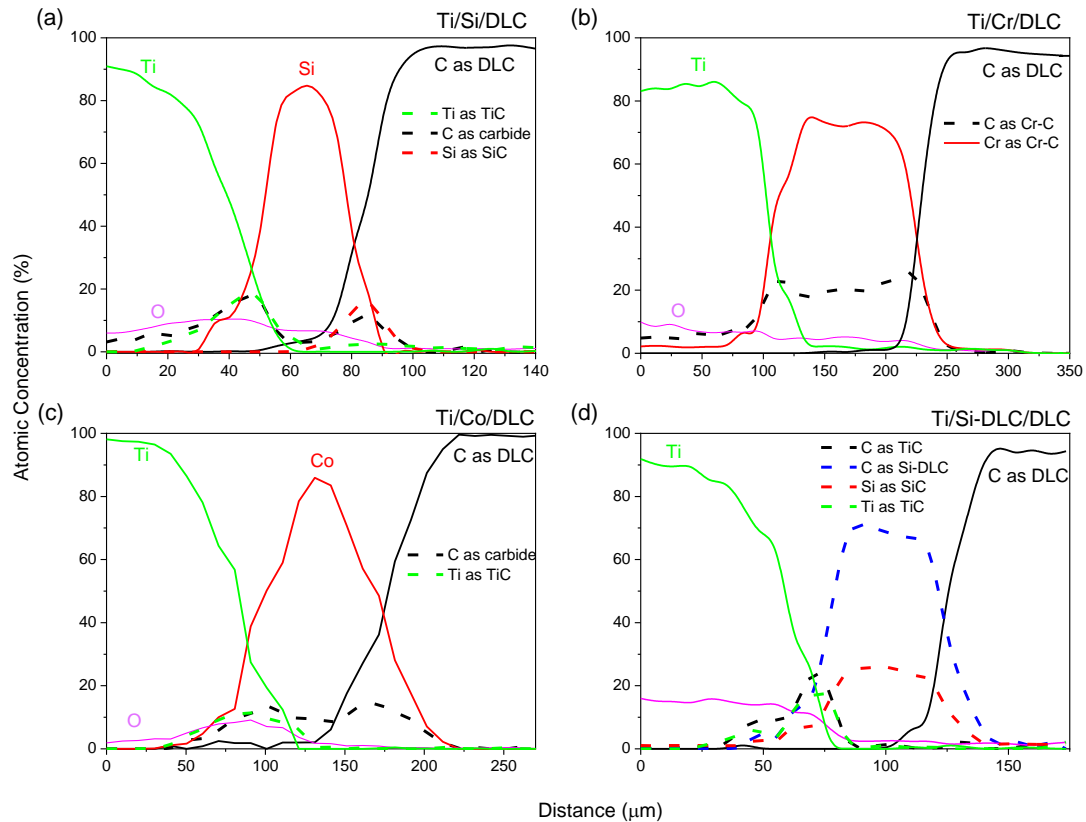 (a)
Ti/Si/DLC
100
80
60
40
20
0
Ti
Si
C as DLC
Ti as TiC
C as carbide
Si as SiC
O
0 20 40 60 80 100 120 140
(b)
Ti/Cr/DLC
100
80
60
40
20
0
Ti
C as DLC
C as Cr-C
Cr as Cr-C
O
0 50 100 150 200 250 300 350
Atomic Concentration (%)
(c)
Ti/Co/DLC
100
80
60
40
20
0
Ti
Co
C as DLC
C as carbide
Ti as TiC
O
0 50 100 150 200 250
(d)
Ti/Si-DLC/DLC
100
80
60
40
20
0
Ti
C as TiC
C as Si-DLC
Si as SiC
Ti as TiC
C as DLC
0 50 100 150
Distance (μm)